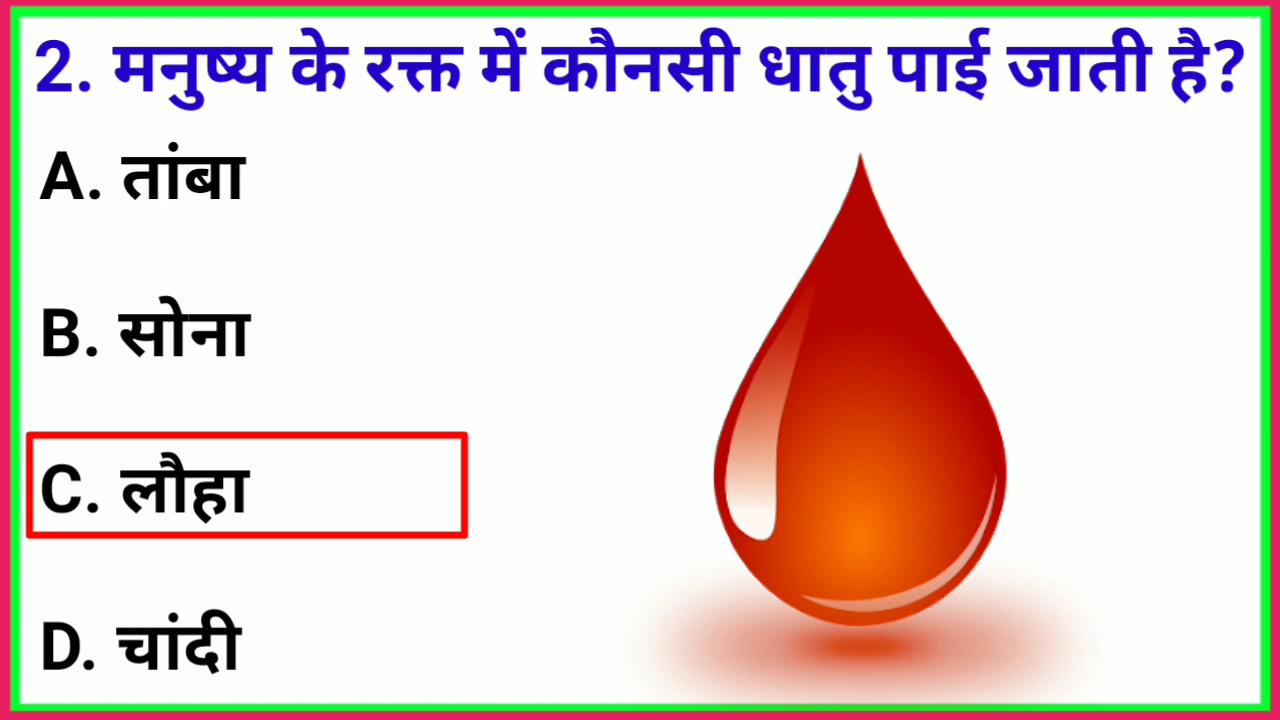 2. मनुष्य के रक्त में कौनसी धातु पाई जाती है?
A. तांबा
B. सोना
C. लौहा
D. चांदी